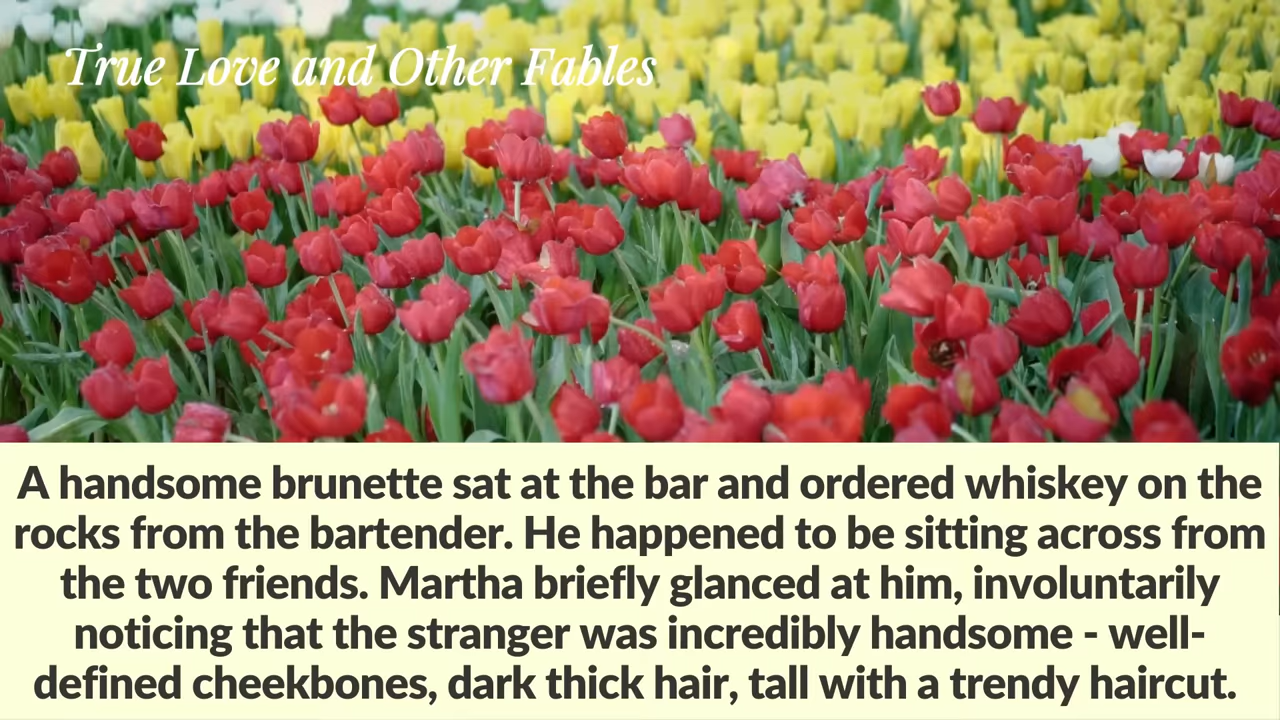 True Love and Other Fables
A handsome brunette sat at the bar and ordered whiskey on the
rocks from the bartender. He happened to be sitting across from
the two friends. Martha briefly glanced at him, involuntarily
noticing that the stranger was incredibly handsome - well-
defined cheekbones, dark thick hair, tall with a trendy haircut.